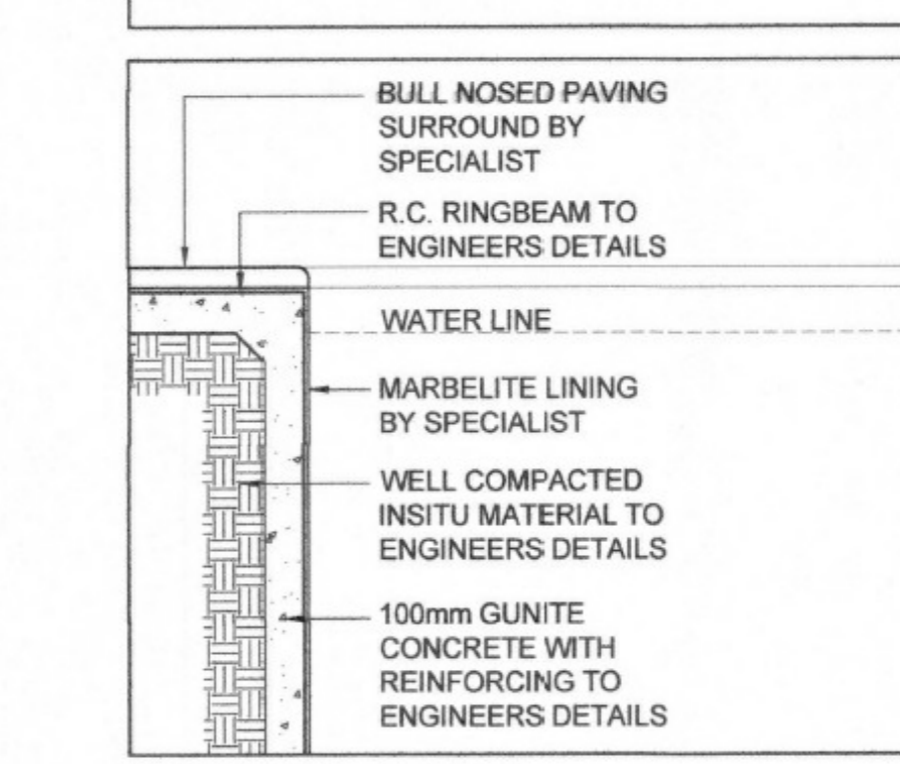 BULL NOSED PAVING
SURROUND BY
SPECIALIST
R.C. RINGBEAM TO
ENGINEERS DETAILS
WATER LINE
MARBELITE LINING
BY SPECIALIST
WELL COMPACTED
INSITU MATERIAL TO
ENGINEERS DETAILS
100mm GUNITE
CONCRETE WITH
REINFORCING TO
ENGINEERS DETAILS